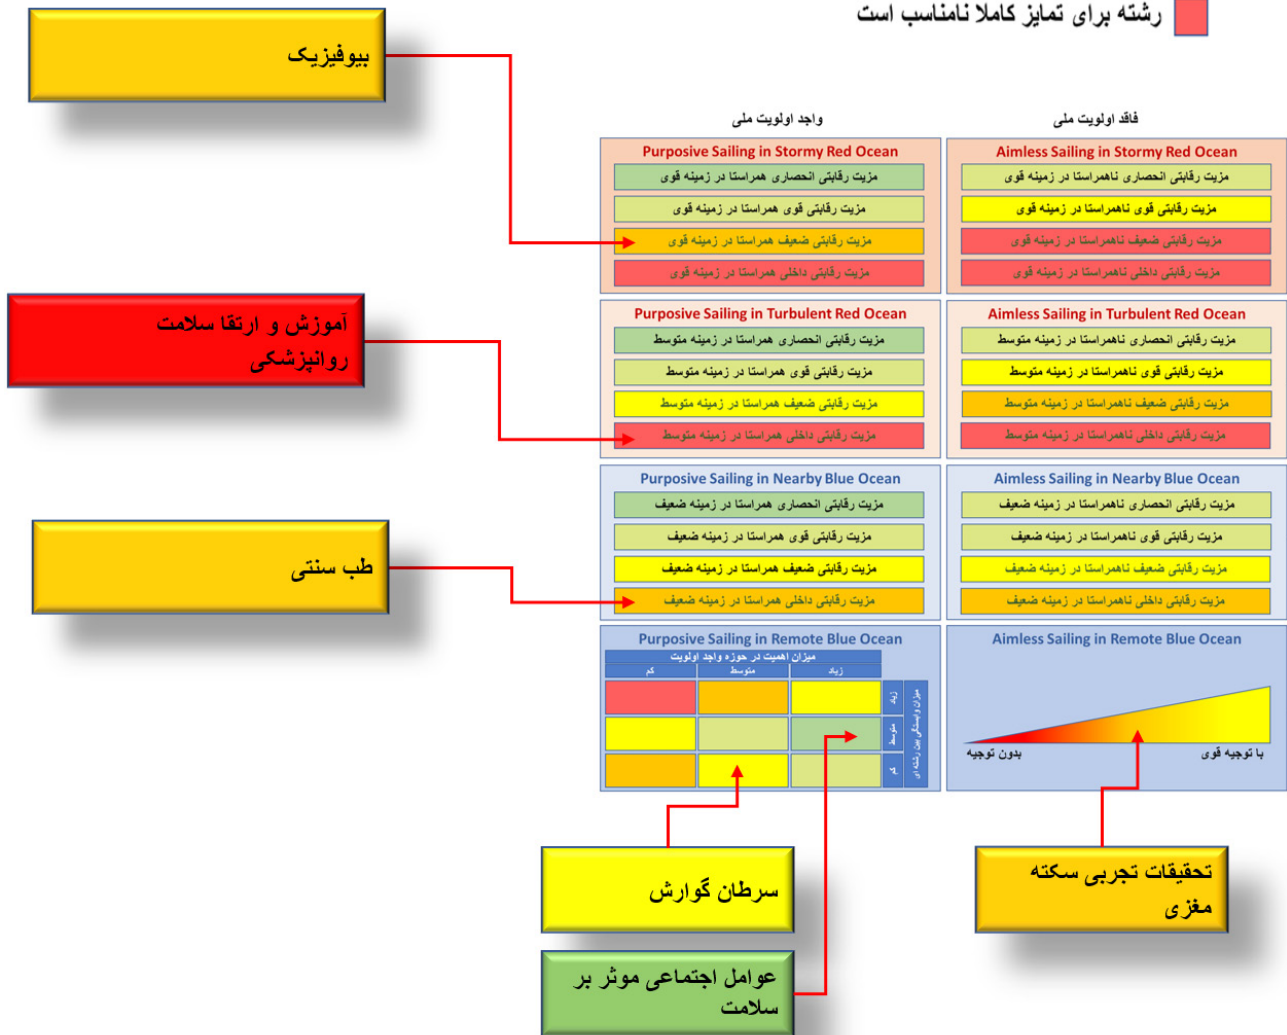 رشته برای تمایز کاملا نامناسب است
بیوفیزیک
آموزش و ارتقا سلامت
روانپزشکی
طب سنتی
واجد اولویت ملی
فاقد اولویت ملی
Purposive Sailing in Stormy Red Ocean
مزیت رقابتی انحصاری همراستا در زمینه قوی
مزیت رقابتی قوی همراستا در زمینه قوی
مزیت رقابتی ضعیف همراستا در زمینه قوی
مزیت رقابتی داخلی همراستا در زمینه قوی
Aimless Sailing in Stormy Red Ocean
مزیت رقابتی انحصاری ناهمراستا در زمینه قوی
مزیت رقابتی قوی ناهمراستا در زمینه قوی
مزیت رقابتی ضعیف ناهمراستا در زمینه قوی
مزیت رقابتی داخلی ناهمراستا در زمینه قوی
Purposive Sailing in Turbulent Red Ocean
مزیت رقابتی انحصاری همراستا در زمینه متوسط
مزیت رقابتی قوی همراستا در زمینه متوسط
مزیت رقابتی ضعیف همراستا در زمینه متوسط
مزیت رقابتی داخلی همراستا در زمینه متوسط
Aimless Sailing in Turbulent Red Ocean
مزیت رقابتی انحصاری ناهمراستا در زمینه متوسط
مزیت رقابتی قوی ناهمراستا در زمینه متوسط
مزیت رقابتی ضعیف ناهمراستا در زمینه متوسط
مزیت رقابتی داخلی ناهمراستا در زمینه متوسط
Purposive Sailing in Nearby Blue Ocean
مزیت رقابتی انحصاری همراستا در زمینه ضعیف
مزیت رقابتی قوی همراستا در زمینه ضعیف
مزیت رقابتی ضعیف همراستا در زمینه ضعیف
مزیت رقابتی داخلی همراستا در زمینه ضعیف
Aimless Sailing in Nearby Blue Ocean
مزیت رقابتی انحصاری ناهمراستا در زمینه ضعیف
مزیت رقابتی قوی ناهمراستا در زمینه ضعیف
مزیت رقابتی ضعیف ناهمراستا در زمینه ضعیف
مزیت رقابتی داخلی ناهمراستا در زمینه ضعیف
Purposive Sailing in Remote Blue Ocean
میزان اهمیت در حوزه واجد اولویت
زیاد
متوسط
کم
میزان وابستگی بین رشته ای
زیاد
متوسط
کم
Aimless Sailing in Remote Blue Ocean
با توجیه قوی
بدون توجیه
سرطان گوارش
عوامل اجتماعی موثر بر
سلامت
تحقیقات تجربی سکته
مغزی